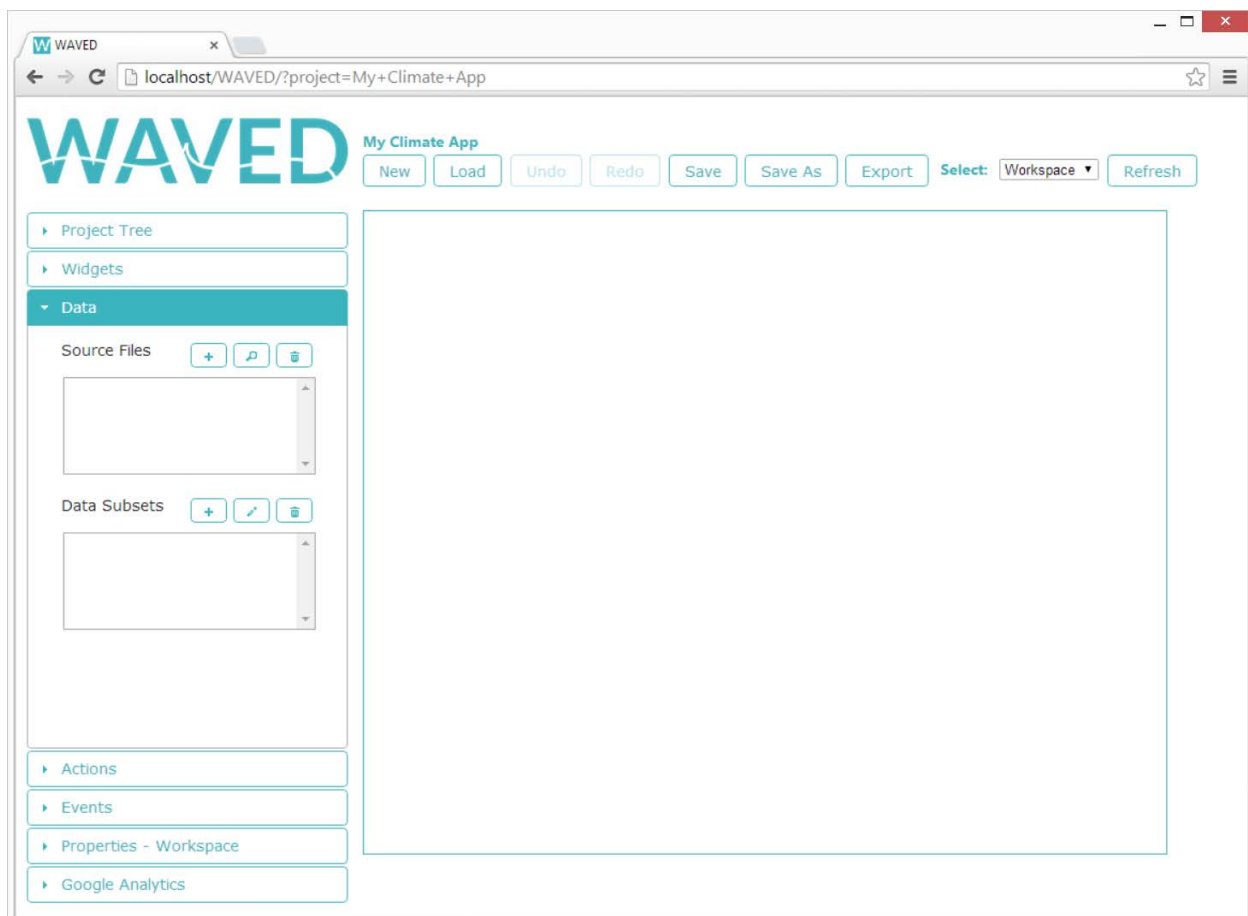 WAVED
localhost/WAVED/?project=My+Climate+App
WAVED
My Climate App
New Load Undo Redo Save Save As Export Select: Workspace Refresh
Project Tree
Widgets
Data
Source Files
Data Subsets
Actions
Events
Properties - Workspace
Google Analytics